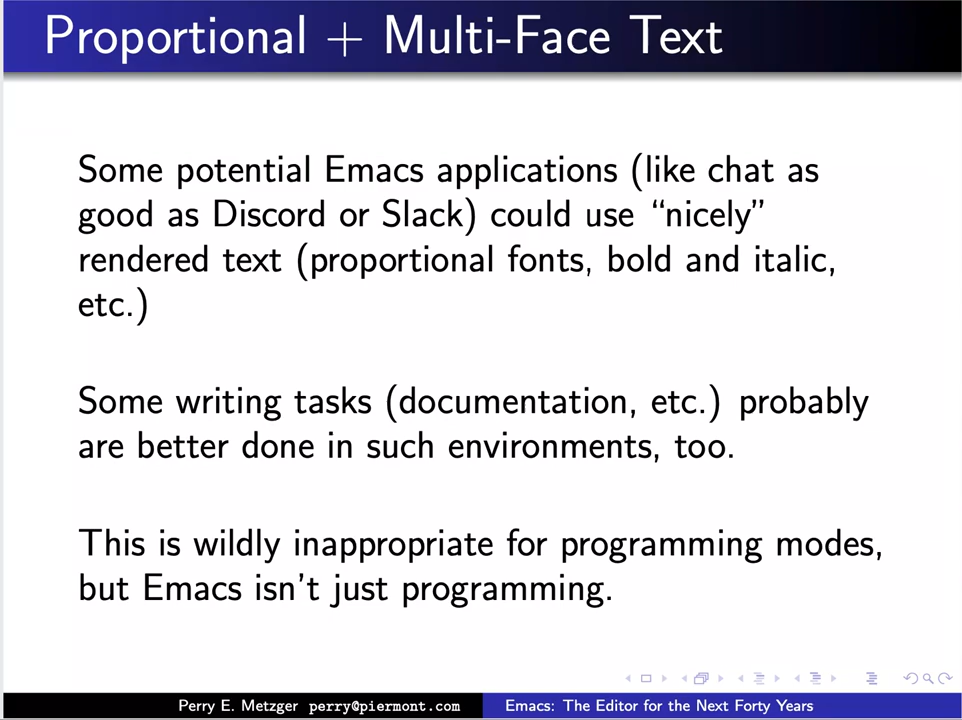 Proportional + Multi-Face Text
Some potential Emacs applications (like chat as
good as Discord or Slack) could use “nicely”
rendered text (proportional fonts, bold and italic,
etc.)
Some writing tasks (documentation, etc.) probably
are better done in such environments, too.
This is wildly inappropriate for programming modes,
but Emacs isn’t just programming.
Perry E. Metzger perry@piermont.com
Emacs: The Editor for the Next Forty Years